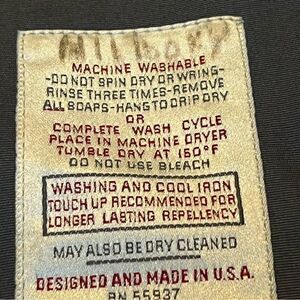 MACHINE WASHABLE
-DO NOT SPIN DRY OR WRING-
RINSE THREE TIMES-REMOVE
ALL SOAPS-HANG TO DRIP DRY
OR
COMPLETE WASH CYCLE
PLACE IN MACHINE DRYER
TUMBLE DRY AT 150°F
DO NOT USE BLEACH
WASHING AND COOL IRON
TOUCH UP RECOMMENDED FOR
LONGER LASTING REPELLENCY
MAY ALSO BE DRY CLEANED
DESIGNED AND MADE IN U.S.A.
RN 55937